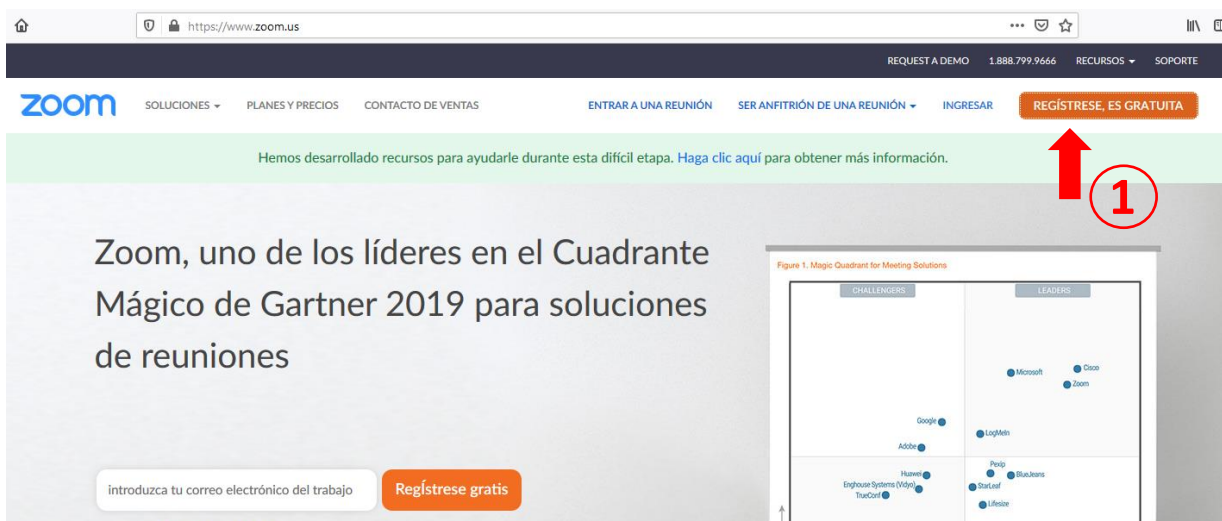 https://www.zoom.us
REQUEST A DEMO 1.888.799.9666 RECURSOS SOPORTE
zoom SOLUCIONES PLANES Y PRECIOS CONTACTO DE VENTAS ENTRAR A UNA REUNIÓN SER ANFITRIÓN DE UNA REUNIÓN INGRESAR REGÍSTRESE, ES GRATUITA
Hemos desarrollado recursos para ayudarle durante esta difícil etapa. Haga clic aquí para obtener más información.
1
Zoom, uno de los líderes en el Cuadrante
Mágico de Gartner 2019 para soluciones
de reuniones
introduzca tu correo electrónico del trabajo
RegÍstrese gratis
Figure 1. Magic Quadrant for Meeting Solutions
CHALLENGERS LEADERS
Microsoft
Cisco
Zoom
Google
LogMeIn
Adobe
Pexip
Huawei
BlueJeans
Enghouse Systems (Vidyo)
StarLeaf
TrueConf
Lifesize